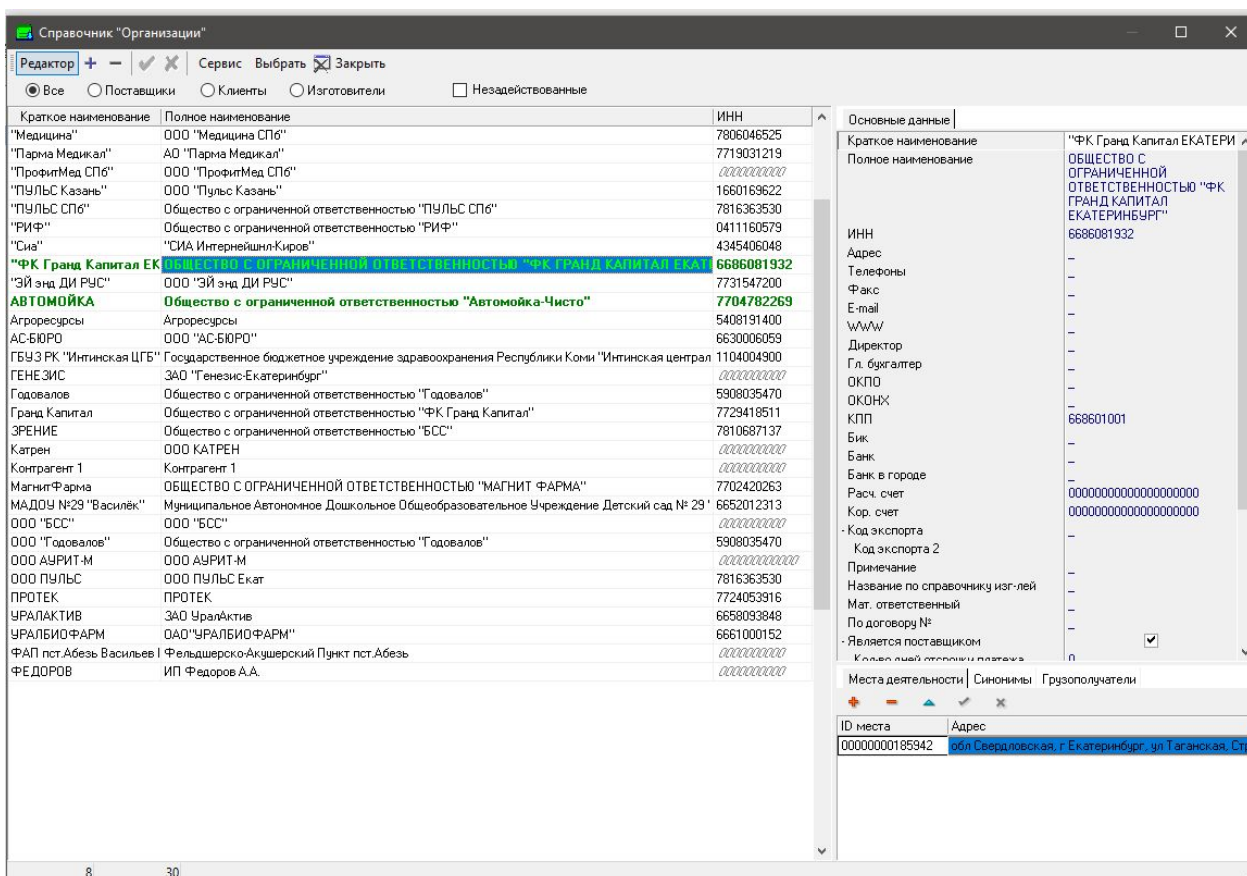 Справочник "Организации"
Редактор Сервис Выбрать Закрыть
Все Поставщики Клиенты Изготовители Незадействованные
Краткое наименование Полное наименование ИНН
"Медицина" ООО "Медицина СПб" 7806046525
"Парма Медикал" АО "Парма Медикал" 7719031219
"ПрофитМед СПб" ООО "ПрофитМед СПб" 0000000000
"ПУЛЬС Казань" ООО "Пульс Казань" 1660169622
"ПУЛЬС СПб" Общество с ограниченной ответственностью "ПУЛЬС СПб" 7816363530
"РИФ" Общество с ограниченной ответственностью "РИФ" 0411160579
"Сиа" "СИА Интернейшнл-Киров" 4345406048
"ФК Гранд Капитал ЕК ОБЩЕСТВО С ОГРАНИЧЕННОЙ ОТВЕТСТВЕННОСТЬЮ "ФК ГРАНД КАПИТАЛ ЕКАТЕ 6686081932
"ЭЙ энд ДИ РУС" ООО "ЭЙ энд ДИ РУС" 7731547200
АВТОМОЙКА Общество с ограниченной ответственностью "Автомойка-Чисто" 7704782269
Агроресурсы Агроресурсы 5408191400
АС-БЮРО ООО "АС-БЮРО" 6630006059
ГБУЗ РК "Интинская ЦГБ" Государственное бюджетное учреждение здравоохранения Республики Коми "Интинская централ 1104004900
ГЕНЕЗИС ЗАО "Генезис-Екатеринбург" 0000000000
Годовалов Общество с ограниченной ответственностью "Годовалов" 5908035470
Гранд Капитал Общество с ограниченной ответственностью "ФК Гранд Капитал" 7729418511
ЗРЕНИЕ Общество с ограниченной ответственностью "БСС" 7810687137
Катрен ООО КАТРЕН 0000000000
Контрагент 1 Контрагент 1 0000000000
МагнитФарма ОБЩЕСТВО С ОГРАНИЧЕННОЙ ОТВЕТСТВЕННОСТЬЮ "МАГНИТ ФАРМА" 7702420263
МАДОУ №29 "Василёк" Муниципальное Автономное Дошкольное Общеобразовательное Учреждение Детский сад № 29 " 6652012313
ООО "БСС" ООО "БСС" 0000000000
ООО "Годовалов" Общество с ограниченной ответственностью "Годовалов" 5908035470
ООО АУРИТ-М ООО АУРИТ-М 000000000000
ООО ПУЛЬС ООО ПУЛЬС Екат 7816363530
ПРОТЕК ПРОТЕК 7724053916
УРАЛАКТИВ ЗАО УралАктив 6658093848
УРАЛБИОФАРМ ОАО"УРАЛБИОФАРМ" 6661000152
ФАП пст.Абезь Васильев Фельдшерско-Акушерский Пункт пст.Абезь 0000000000
ФЕДОРОВ ИП Федоров А.А. 0000000000
8 30
Основные данные
Краткое наименование "ФК Гранд Капитал ЕКАТЕРИ
Полное наименование ОБЩЕСТВО С
ОГРАНИЧЕННОЙ
ОТВЕТСТВЕННОСТЬЮ "ФК
ГРАНД КАПИТАЛ
ЕКАТЕРИНБУРГ"
ИНН 6686081932
Адрес _
Телефоны _
Факс _
E-mail _
WWW _
Директор _
Гл. бухгалтер _
ОКПО _
ОКОНХ _
КПП 668601001
Бик _
Банк _
Банк в городе _
Расч. счет 00000000000000000000
Кор. счет 00000000000000000000
- Код экспорта _
Код экспорта 2
Примечание _
Название по справочнику изг-лей _
Мат. ответственный _
По договору № _
- Является поставщиком
Кол-во дней отсрочки платежа 0
Места деятельности Синонимы Грузополучатели
ID места Адрес
00000000185942 обл Свердловская, г Екатеринбург, ул Таганская, Стр